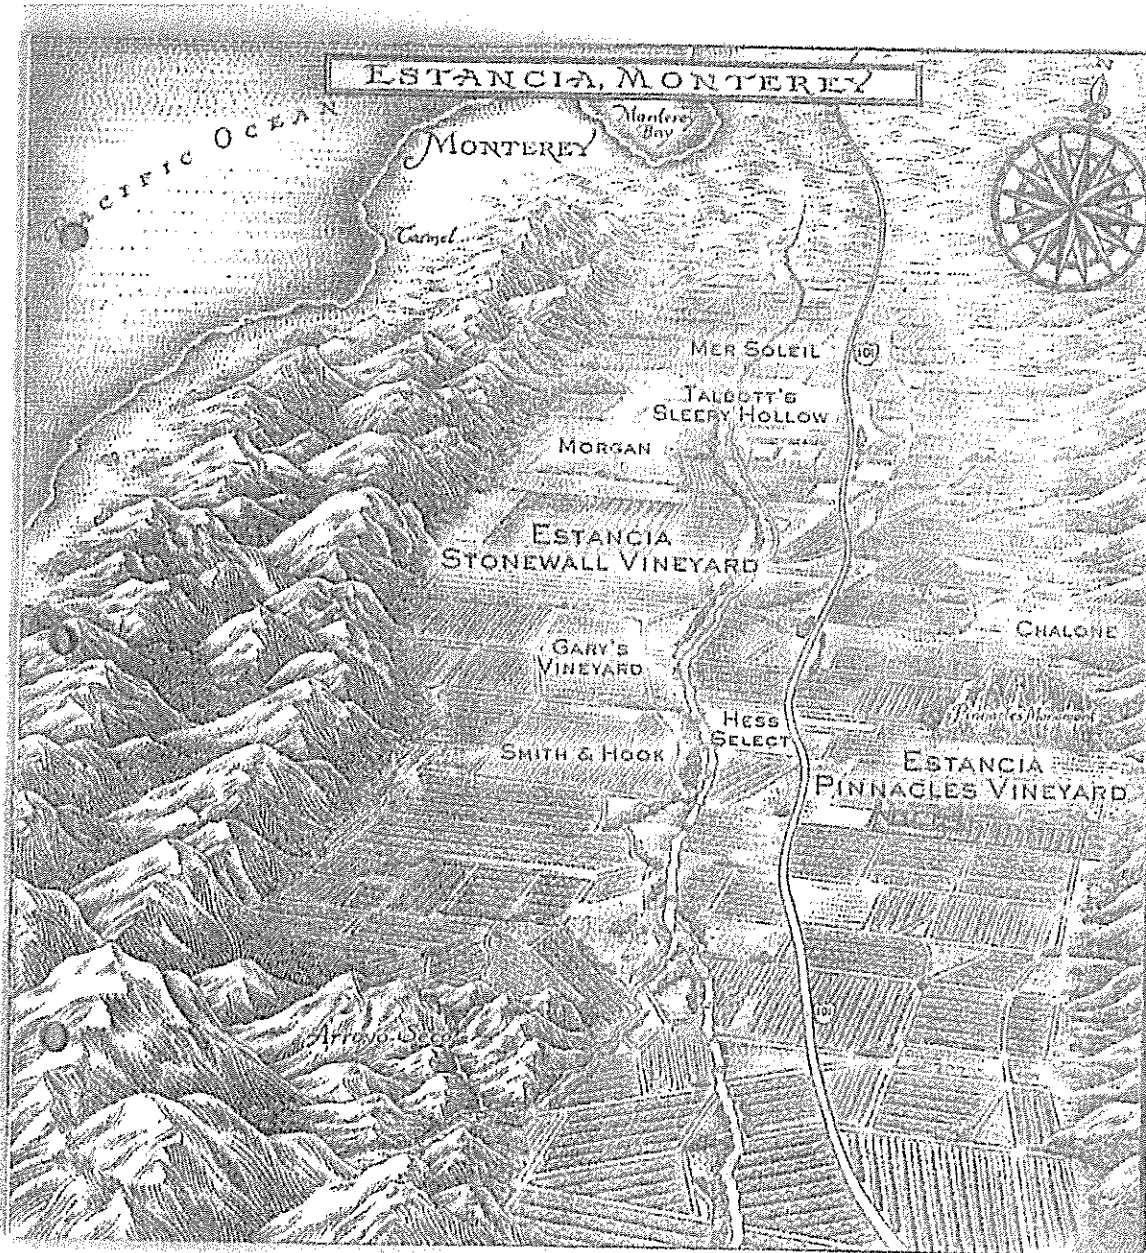 ESTANCIA, MONTEREY
N
PACIFIC OCEAN
Monterey
Bay
MONTEREY
Carmel
MER SOLEIL
101
TALBOTT'S
SLEEPY HOLLOW
MORGAN
ESTANCIA
STONEWALL VINEYARD
CHALONE
GARY'S
VINEYARD
Pinnacles Monument
HESS
SELECT
SMITH & HOOK
ESTANCIA
PINNACLES VINEYARD
101
Arroyo Seco